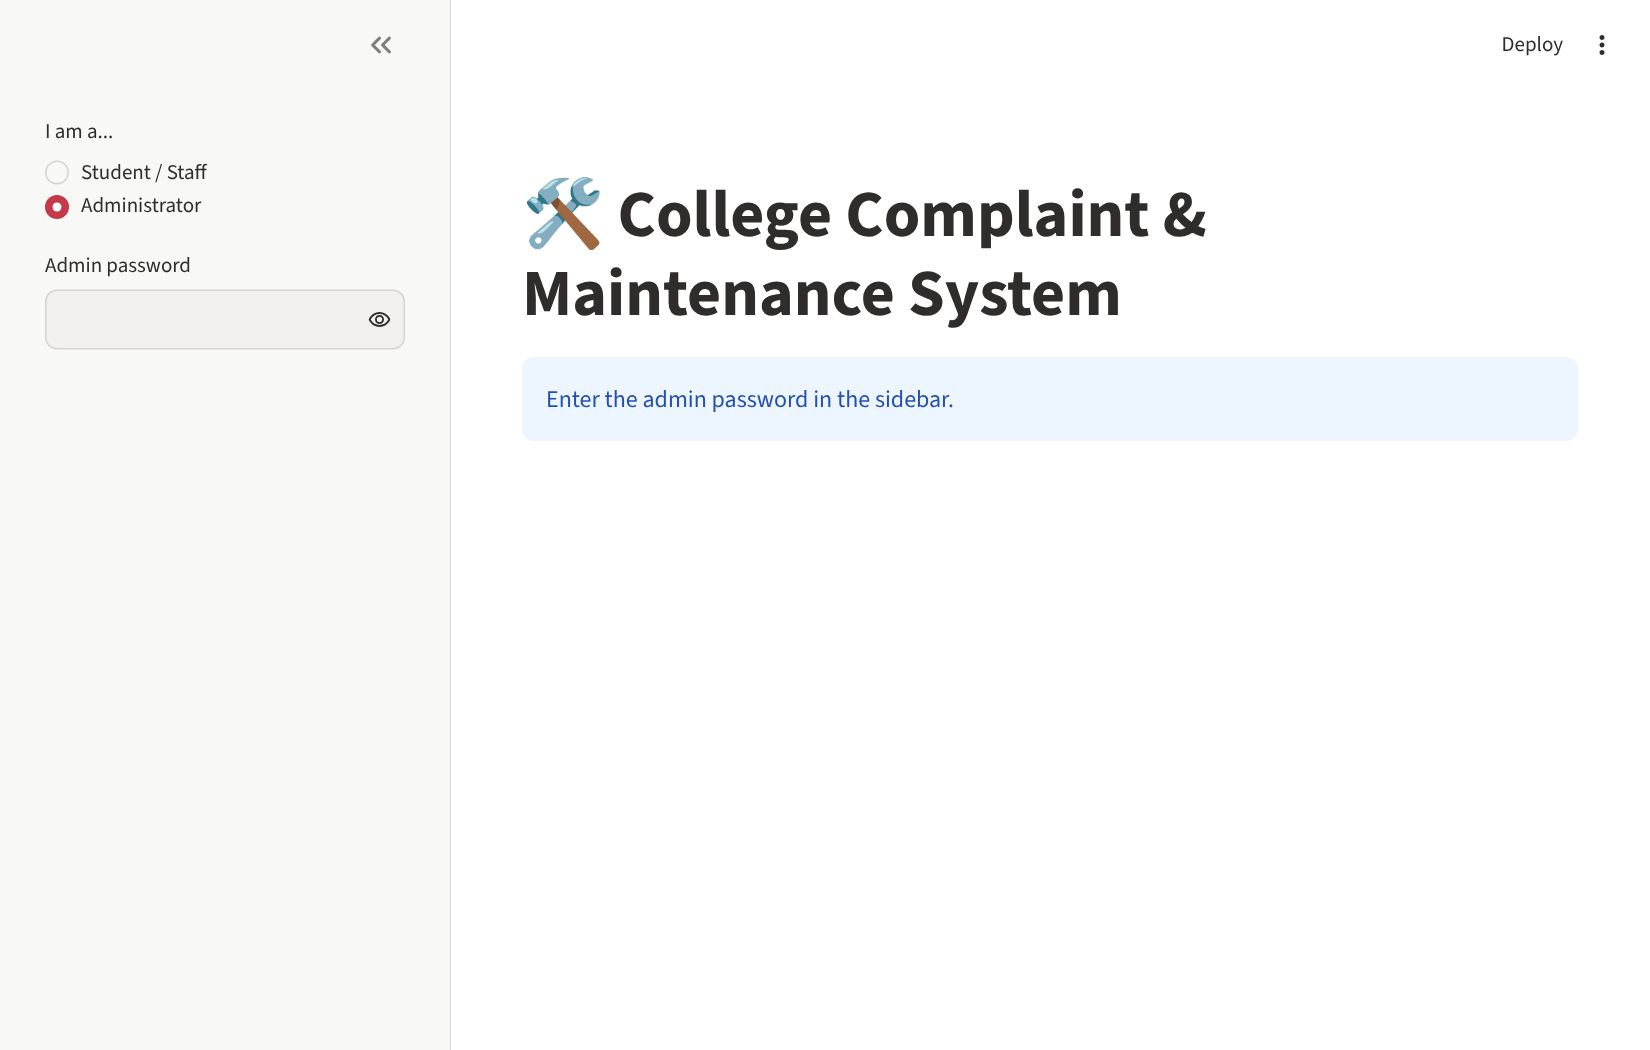 Deploy
I am a...
Student / Staff
Administrator
Admin password
🛠️ College Complaint &
Maintenance System
Enter the admin password in the sidebar.